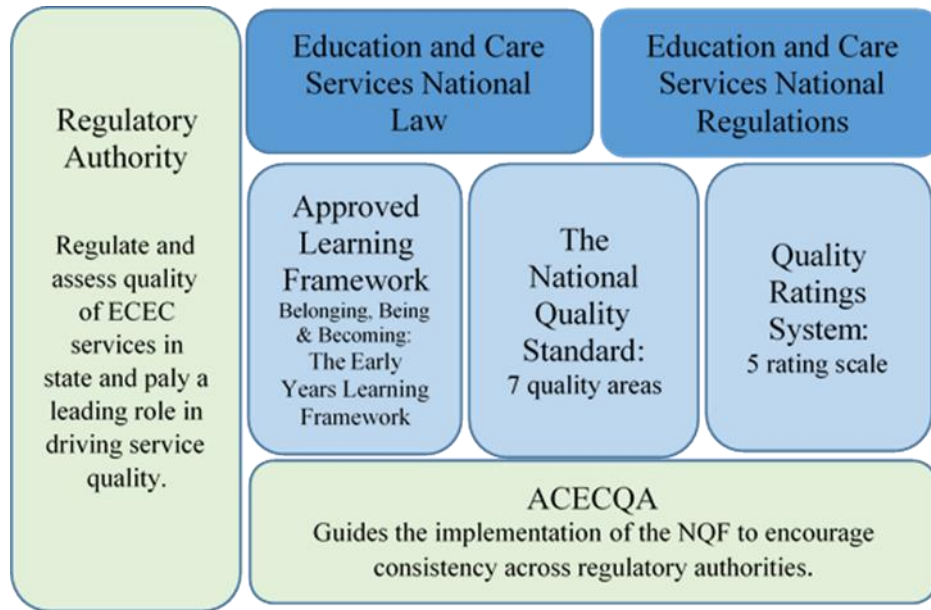 Regulatory
Authority
Regulate and
assess quality
of ECEC
services in
state and paly a
leading role in
driving service
quality.
Education and Care
Services National
Law
Education and Care
Services National
Regulations
Approved
Learning
Framework
Belonging, Being
& Becoming:
The Early
Years Learning
Framework
The
National
Quality
Standard:
7 quality areas
Quality
Ratings
System:
5 rating scale
ACECQA
Guides the implementation of the NQF to encourage
consistency across regulatory authorities.